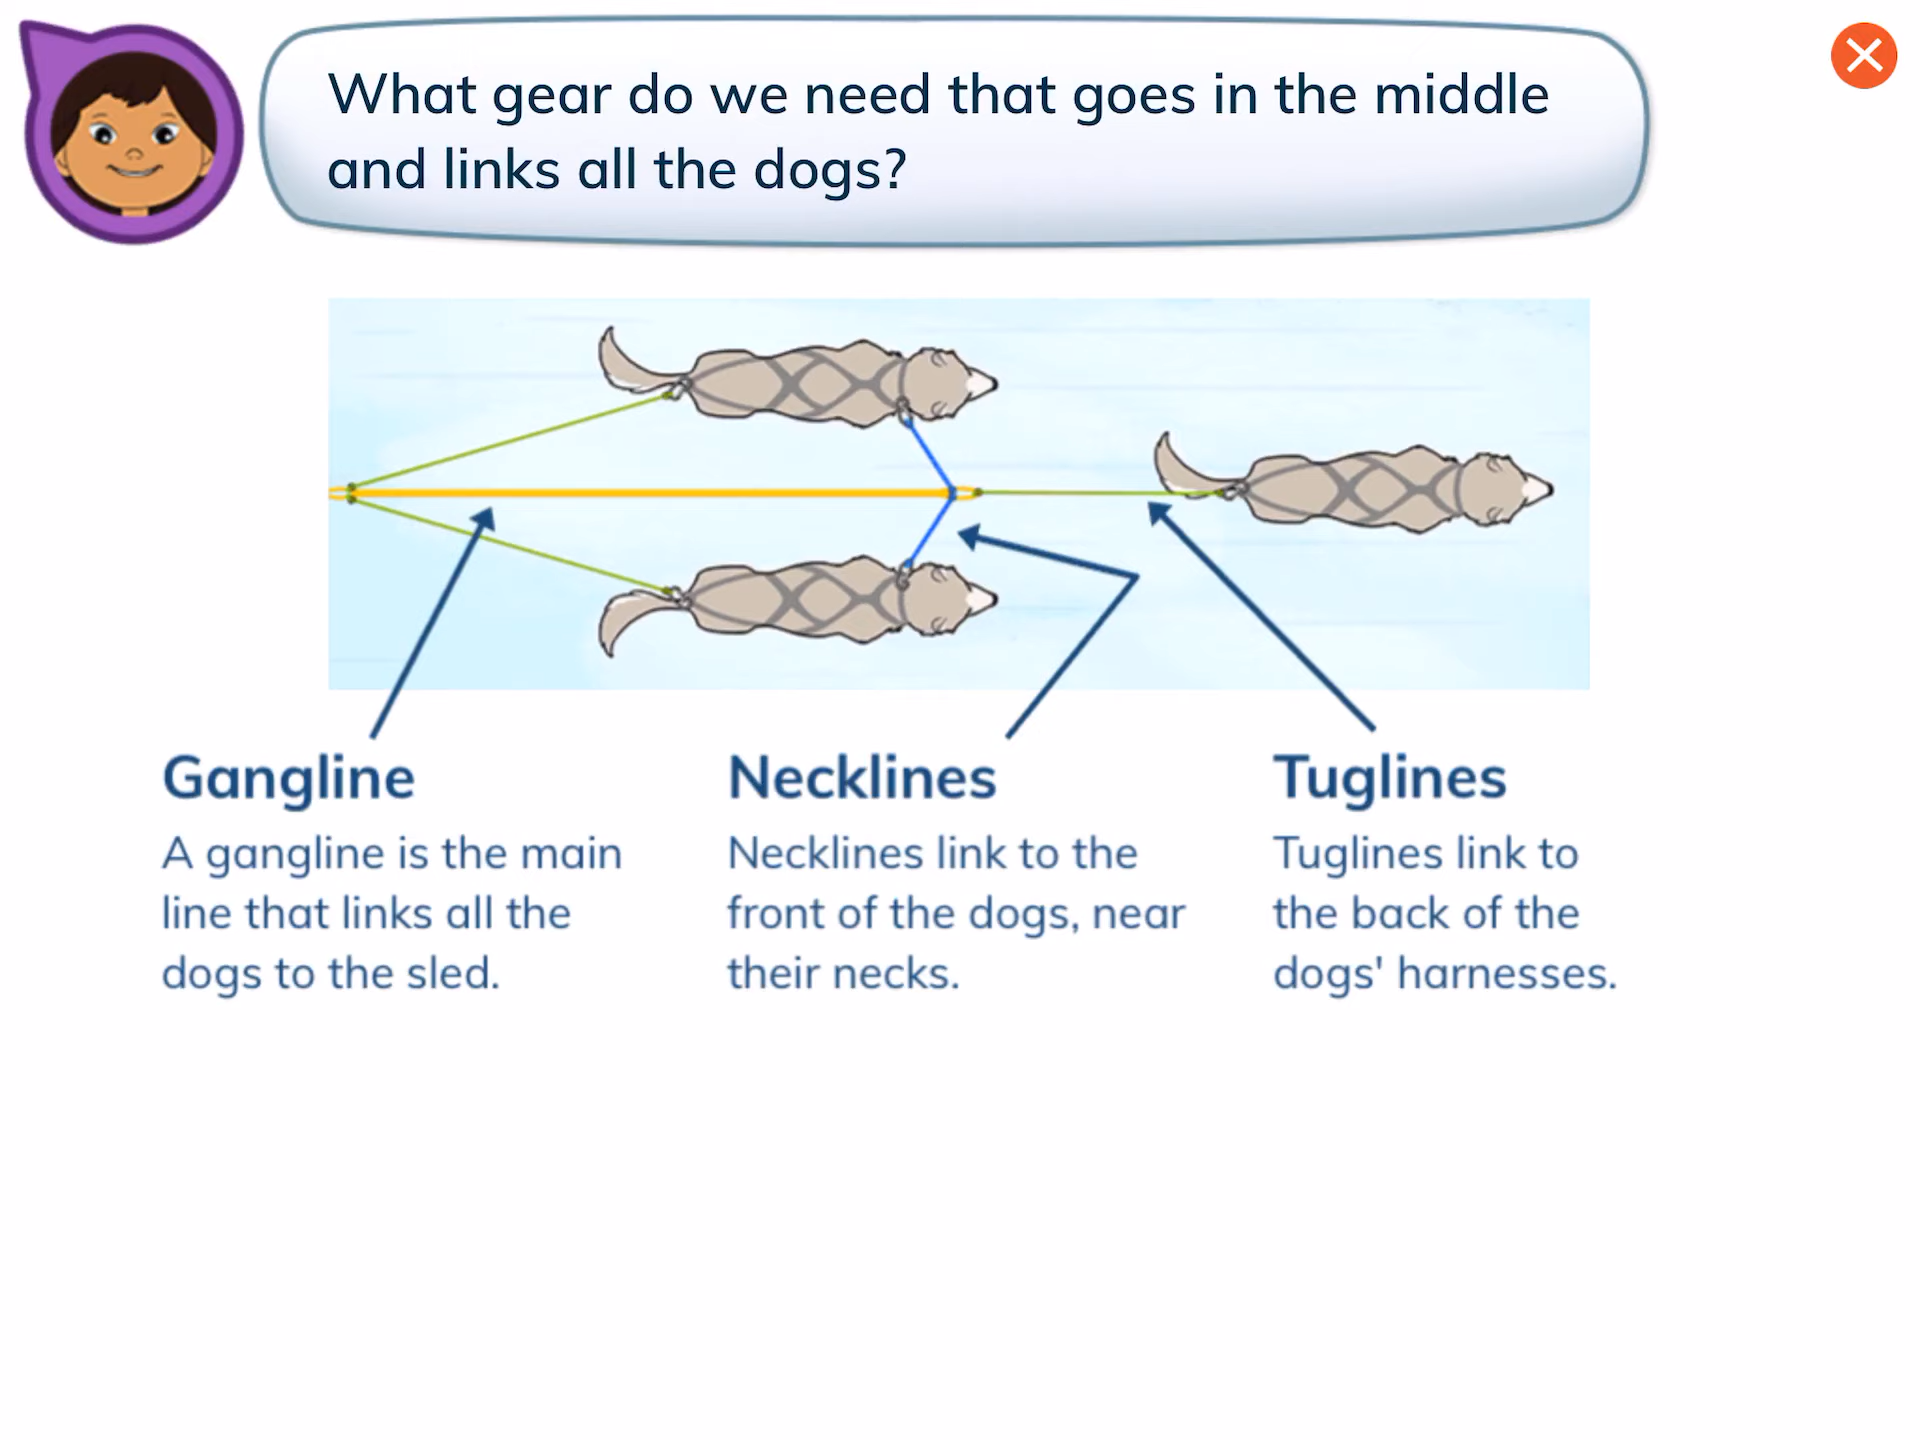 What gear do we need that goes in the middle
and links all the dogs?
Gangline
A gangline is the main
line that links all the
dogs to the sled.
Necklines
Necklines link to the
front of the dogs, near
their necks.
Tuglines
Tuglines link to
the back of the
dogs' harnesses.